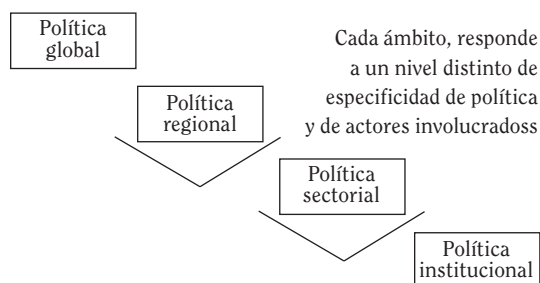 Política
global
Cada ámbito, responde
a un nivel distinto de
especificidad de política
y de actores involucradoss
Política
regional
Política
sectorial
Política
institucional